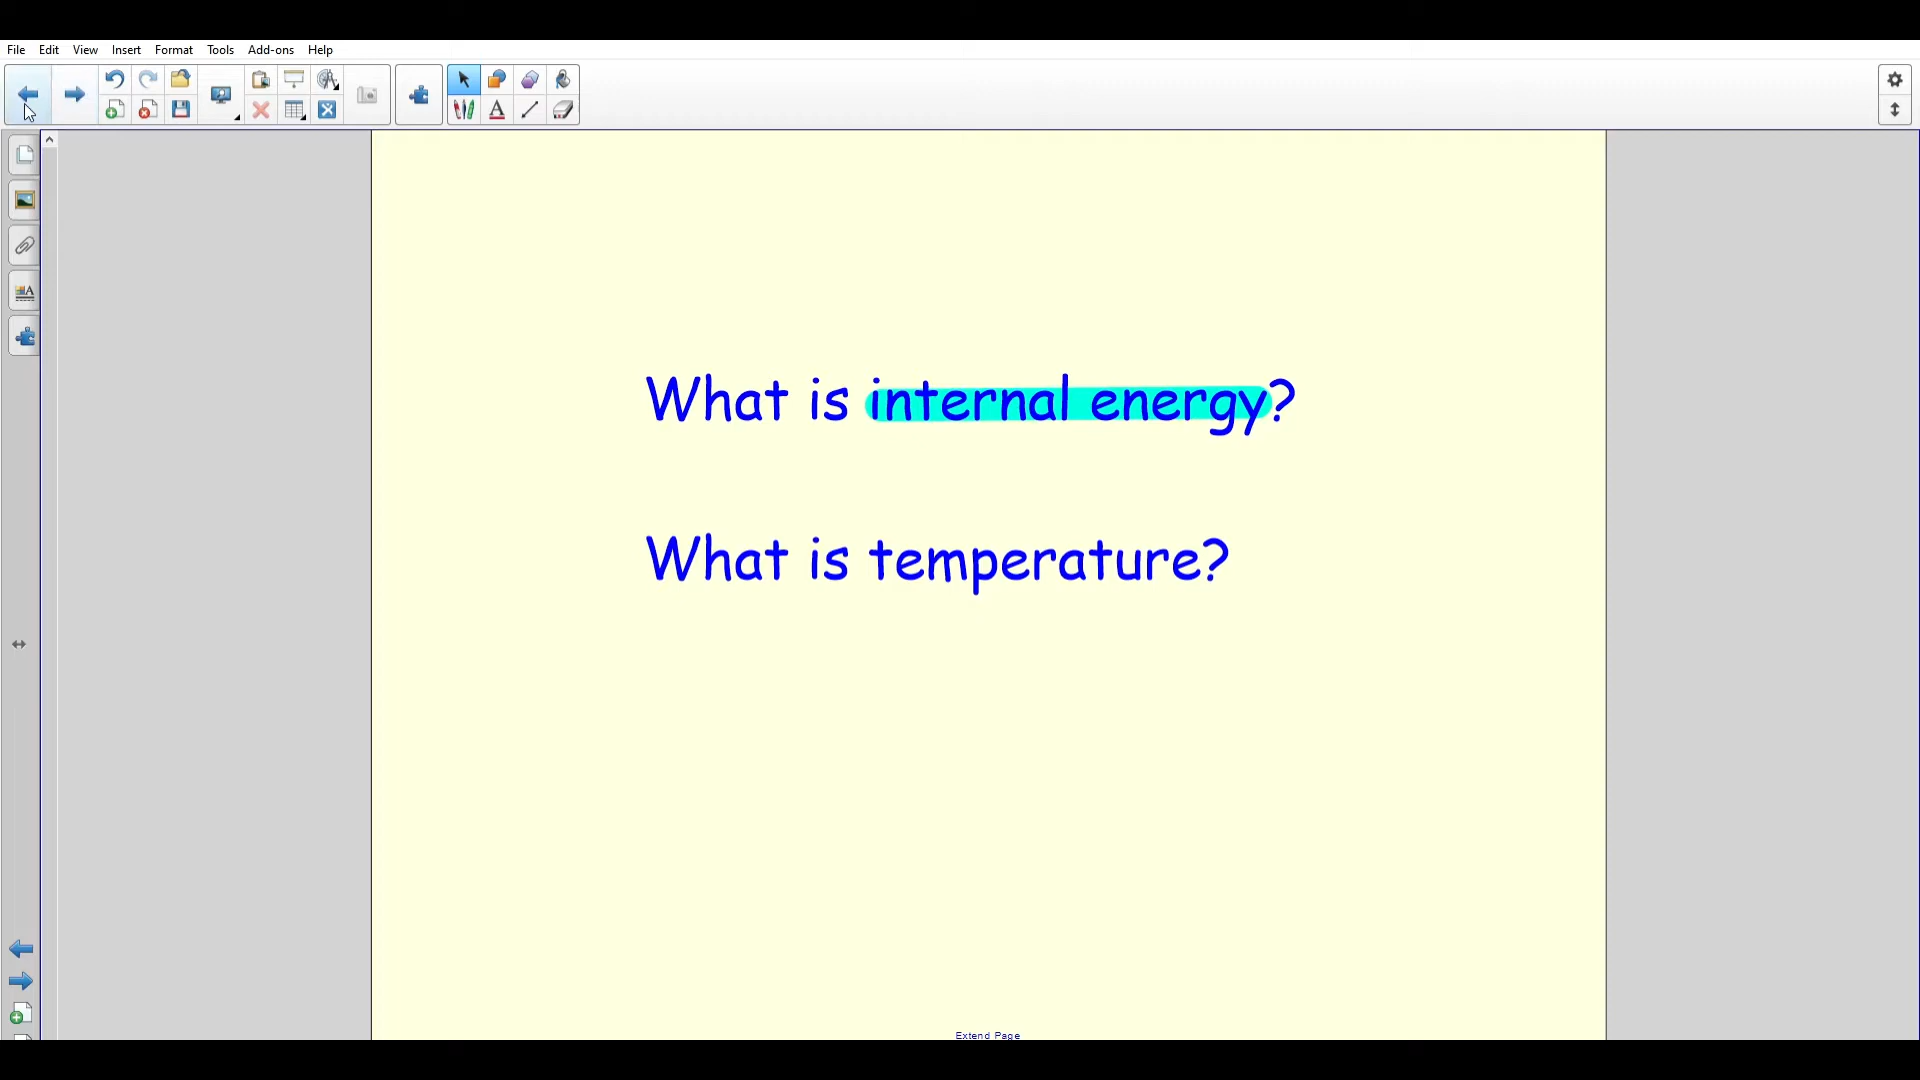 File Edit View Insert Format Tools Add-ons Help
What is internal energy?
What is temperature?
Extend Page